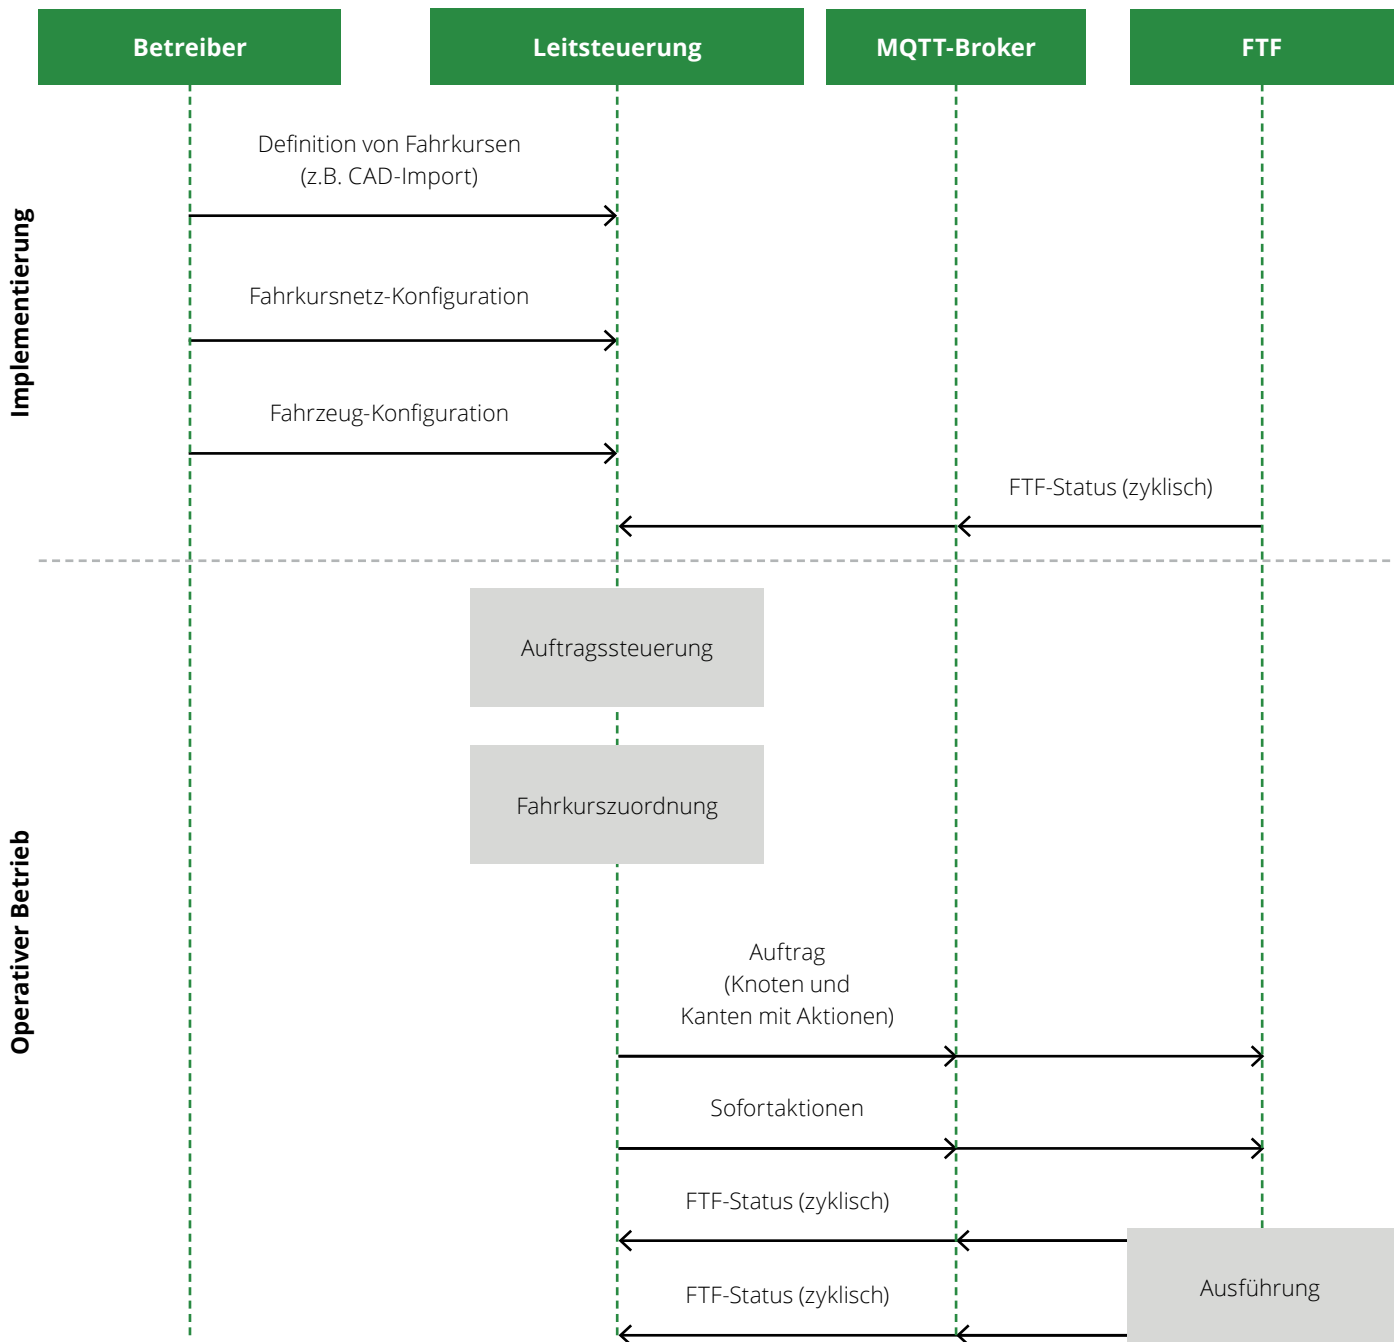 Betreiber
Leitsteuerung
MQTT-Broker
FTF
Implementierung
Definition von Fahrkursen
(z.B. CAD-Import)
Fahrkursnetz-Konfiguration
Fahrzeug-Konfiguration
FTF-Status (zyklisch)
Operativer Betrieb
Auftragssteuerung
Fahrkurszuordnung
Auftrag
(Knoten und
Kanten mit Aktionen)
Sofortaktionen
FTF-Status (zyklisch)
Ausführung
FTF-Status (zyklisch)